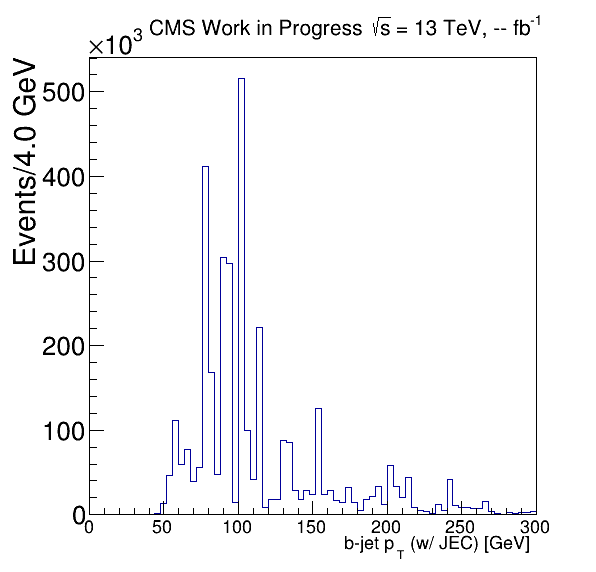 ×10³ CMS Work in Progress √s = 13 TeV, -- fb⁻¹
Events/4.0 GeV
500
400
300
200
100
0
0 50 100 150 200 250 300
b-jet p_T (w/ JEC) [GeV]